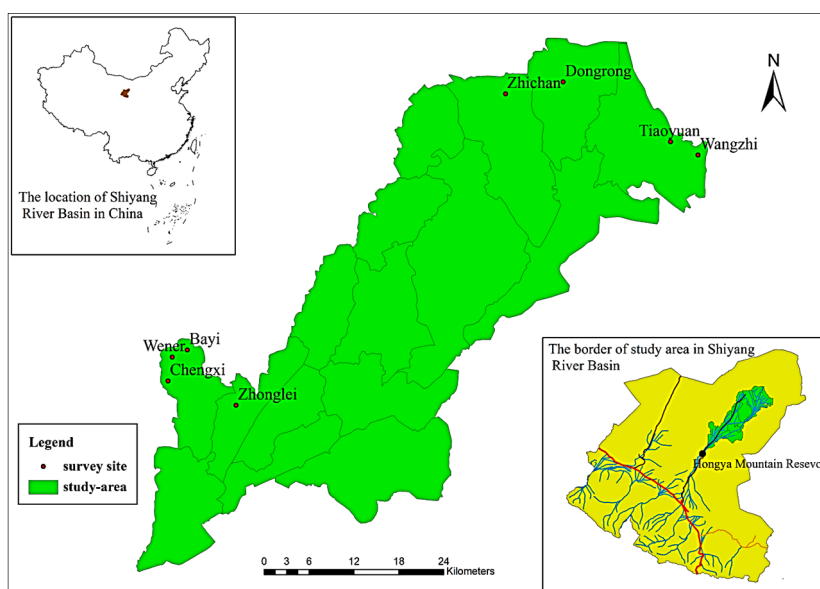 The location of Shiyang
River Basin in China
N
Zhichan
Dongrong
Tiaoyuan
Wangzhi
Wener
Bayi
Chengxi
Zhonglei
Legend
survey site
study-area
0 3 6 12 18 24
Kilometers
The border of study area in Shiyang
River Basin
Hongya Mountain Resevo